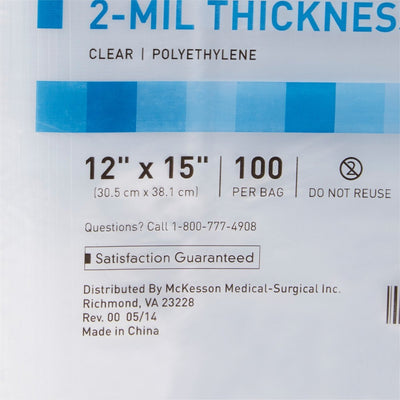 2-MIL THICKNES
CLEAR | POLYETHYLENE
12" x 15"
(30.5 cm x 38.1 cm)
100
PER BAG
2
DO NOT REUSE
Questions? Call 1-800-777-4908
Satisfaction Guaranteed
Distributed By McKesson Medical-Surgical Inc.
Richmond, VA 23228
Rev. 00 05/14
Made in China